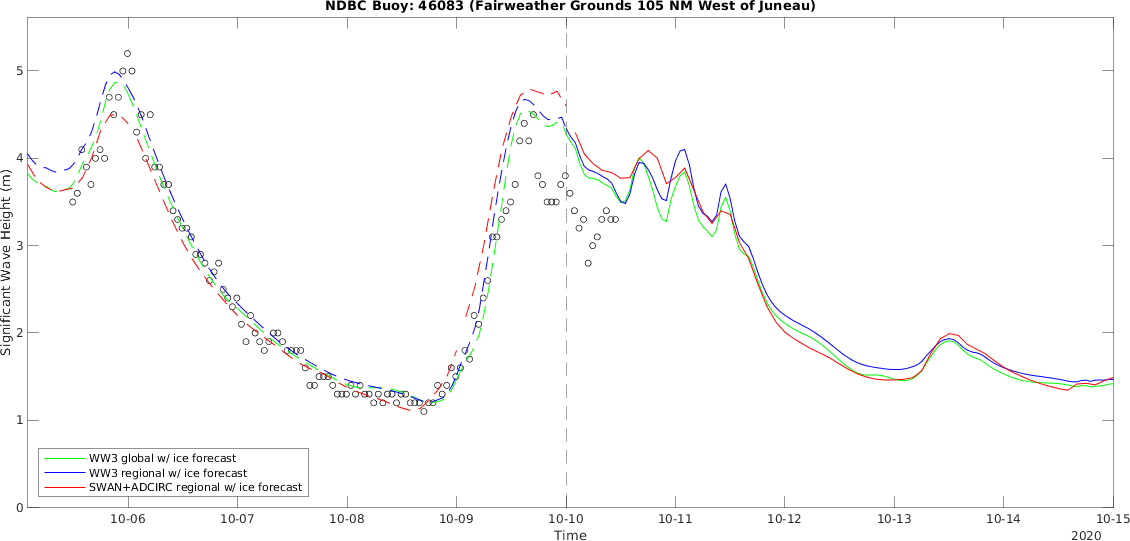 NDBC Buoy: 46083 (Fairweather Grounds 105 NM West of Juneau)
Significant Wave Height (m)
5
4
3
2
1
0
WW3 global w/ ice forecast
WW3 regional w/ ice forecast
SWAN+ADCIRC regional w/ ice forecast
10-06 10-07 10-08 10-09 10-10 10-11 10-12 10-13 10-14 10-15
Time
2020